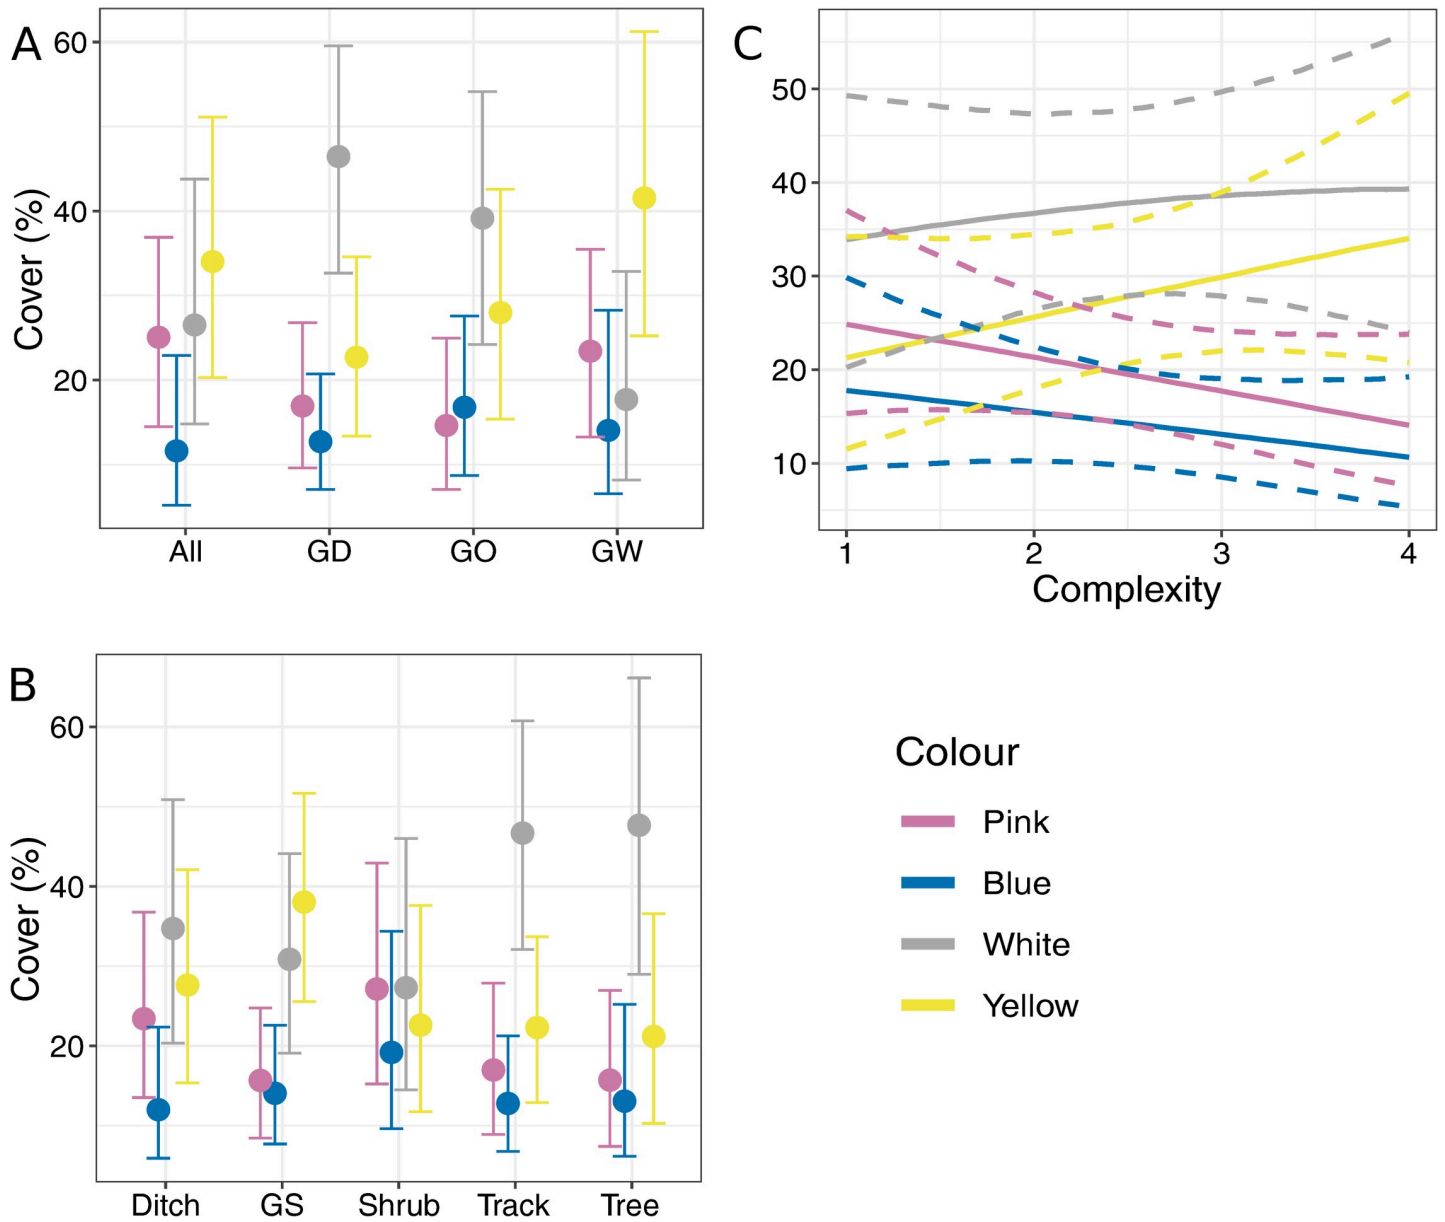 A
Cover (%)
60
40
20
All GD GO GW
C
50
40
30
20
10
1 2 3 4
Complexity
B
Cover (%)
60
40
20
Ditch GS Shrub Track Tree
Colour
Pink
Blue
White
Yellow